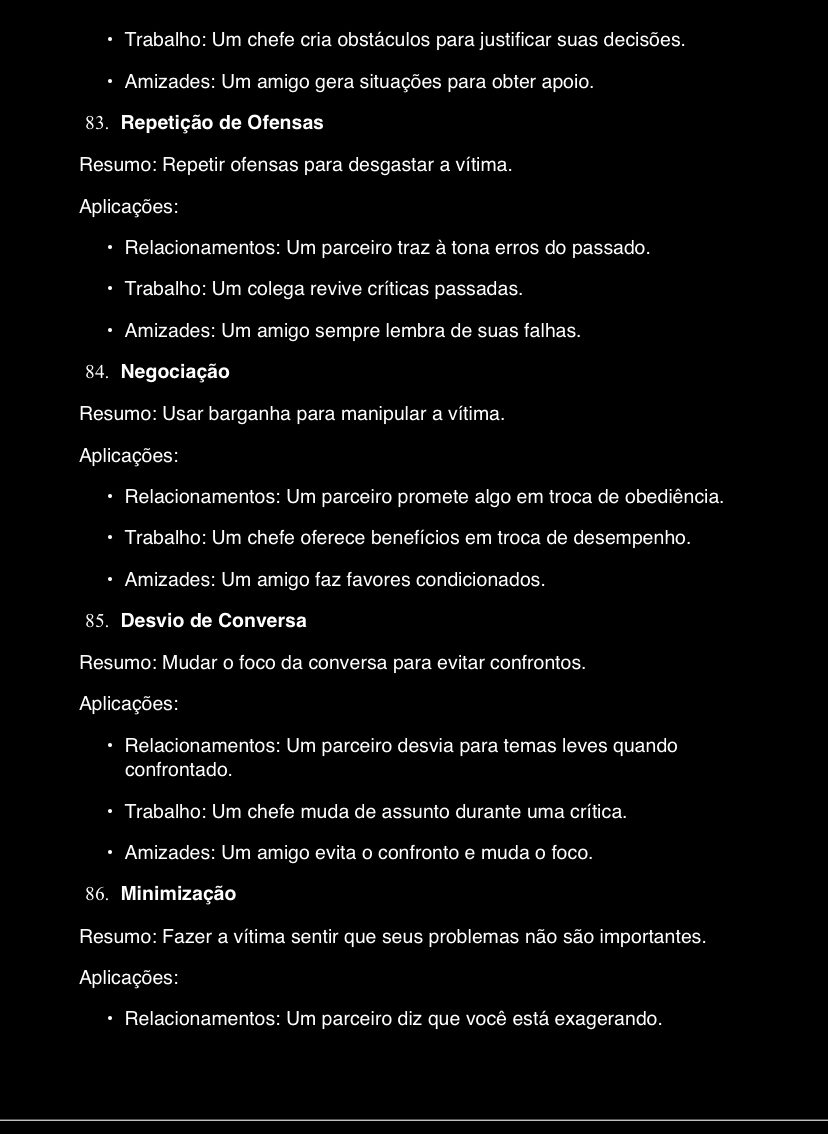 • Trabalho: Um chefe cria obstáculos para justificar suas decisões.
• Amizades: Um amigo gera situações para obter apoio.
83. Repetição de Ofensas
Resumo: Repetir ofensas para desgastar a vítima.
Aplicações:
• Relacionamentos: Um parceiro traz à tona erros do passado.
• Trabalho: Um colega revive críticas passadas.
• Amizades: Um amigo sempre lembra de suas falhas.
84. Negociação
Resumo: Usar barganha para manipular a vítima.
Aplicações:
• Relacionamentos: Um parceiro promete algo em troca de obediência.
• Trabalho: Um chefe oferece benefícios em troca de desempenho.
• Amizades: Um amigo faz favores condicionados.
85. Desvio de Conversa
Resumo: Mudar o foco da conversa para evitar confrontos.
Aplicações:
• Relacionamentos: Um parceiro desvia para temas leves quando
confrontado.
• Trabalho: Um chefe muda de assunto durante uma crítica.
• Amizades: Um amigo evita o confronto e muda o foco.
86. Minimização
Resumo: Fazer a vítima sentir que seus problemas não são importantes.
Aplicações:
• Relacionamentos: Um parceiro diz que você está exagerando.